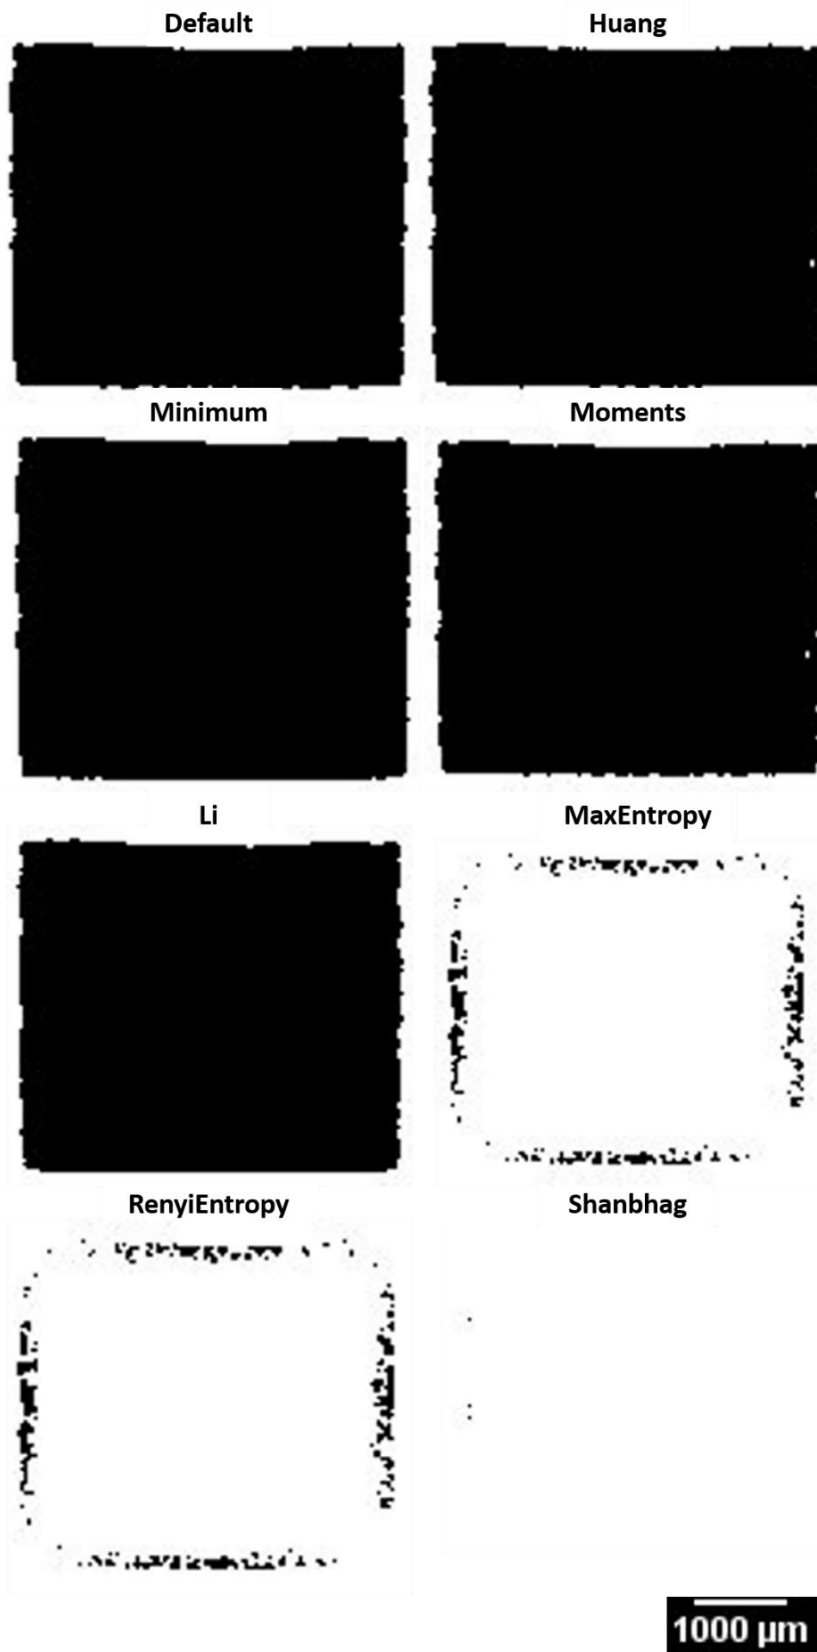 Default
Huang
Minimum
Moments
Li
MaxEntropy
RenyiEntropy
Shanbhag
1000 µm